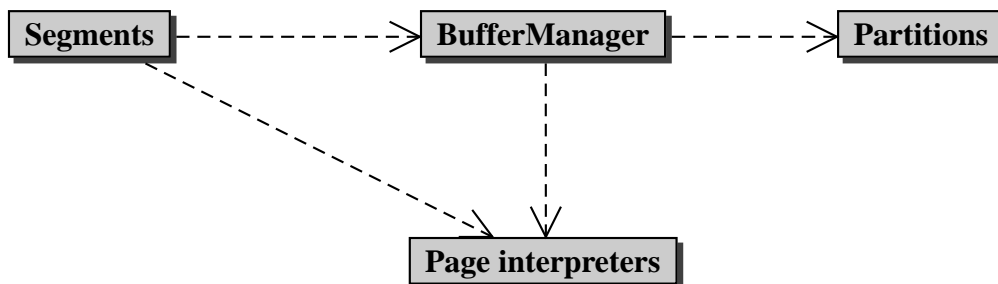 Segments
BufferManager
Partitions
Page interpreters